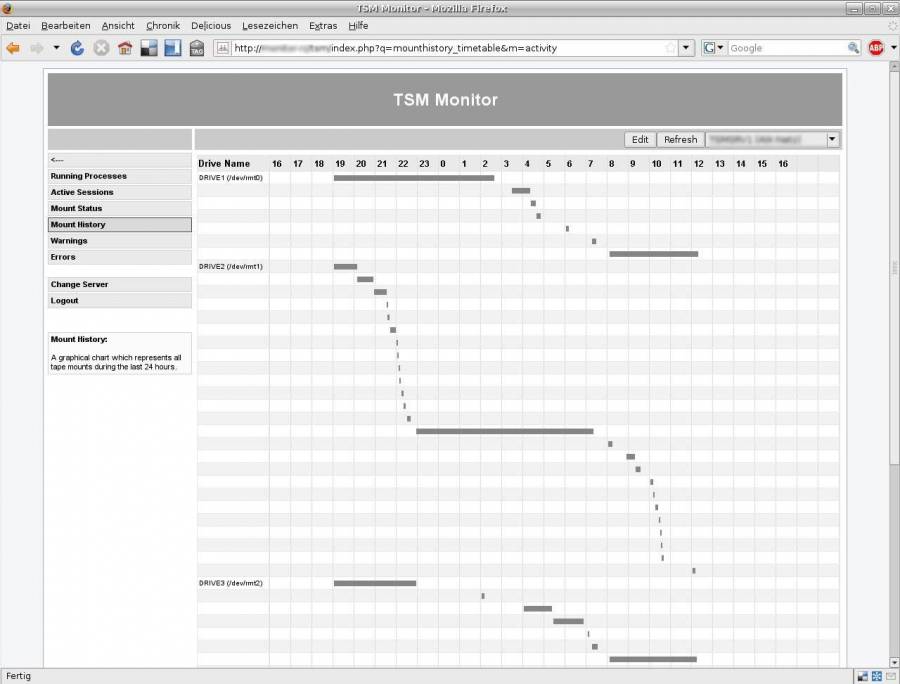 TSM Monitor - Mozilla Firefox
Datei Bearbeiten Ansicht Chronik Delicious Lesezeichen Extras Hilfe
http:// /index.php?q=mounthistory_timetable&m=activity
G Google ABP
TAG
TSM Monitor
Edit Refresh
<---
Running Processes
Active Sessions
Mount Status
Mount History
Warnings
Errors
Change Server
Logout
Mount History:
A graphical chart which represents all
tape mounts during the last 24 hours.
Drive Name 16 17 18 19 20 21 22 23 0 1 2 3 4 5 6 7 8 9 10 11 12 13 14 15 16
DRIVE1 (/dev/rmt0)
DRIVE2 (/dev/rmt1)
DRIVE3 (/dev/rmt2)
Fertig